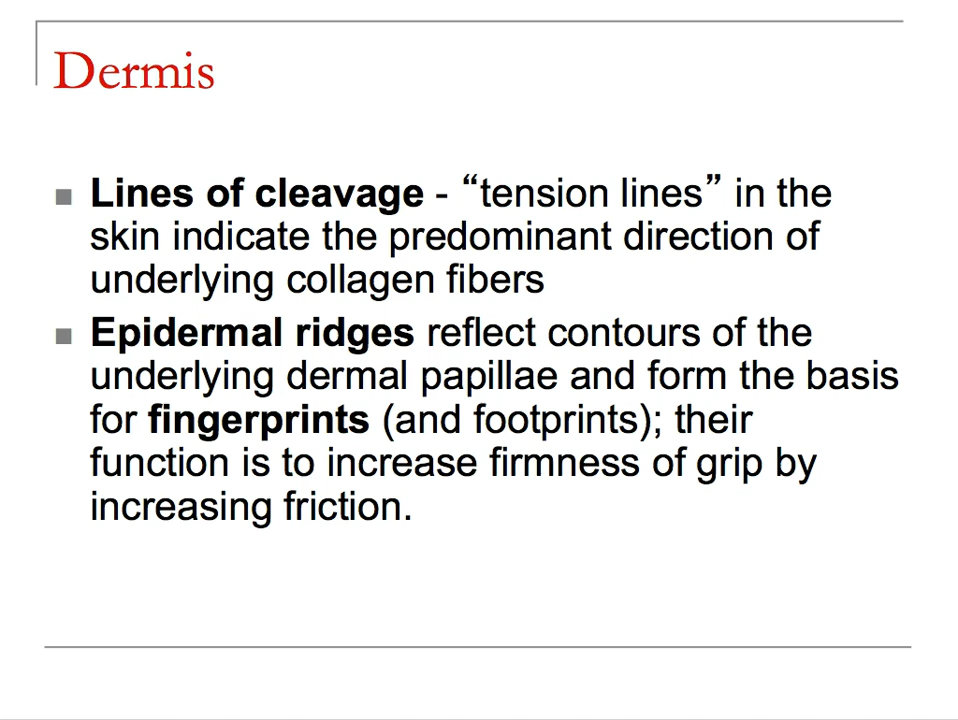 Dermis
Lines of cleavage - “tension lines” in the
skin indicate the predominant direction of
underlying collagen fibers
Epidermal ridges reflect contours of the
underlying dermal papillae and form the basis
for fingerprints (and footprints); their
function is to increase firmness of grip by
increasing friction.